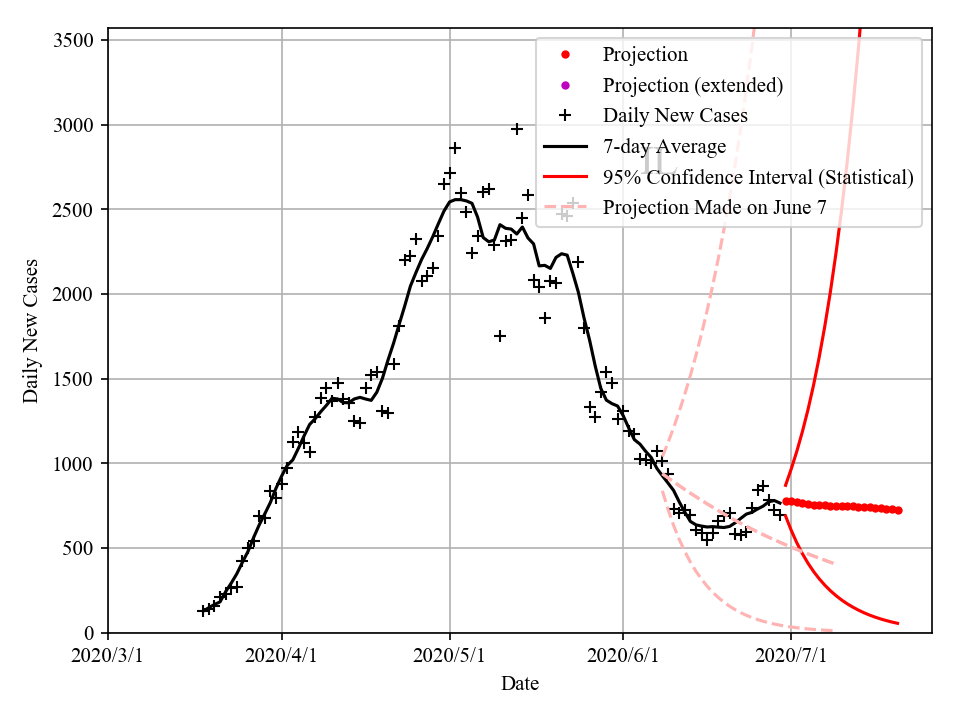 3500
3000
2500
2000
1500
1000
500
0
Daily New Cases
2020/3/1
2020/4/1
2020/5/1
2020/6/1
2020/7/1
Date
IL
Projection
Projection (extended)
Daily New Cases
7-day Average
95% Confidence Interval (Statistical)
Projection Made on June 7